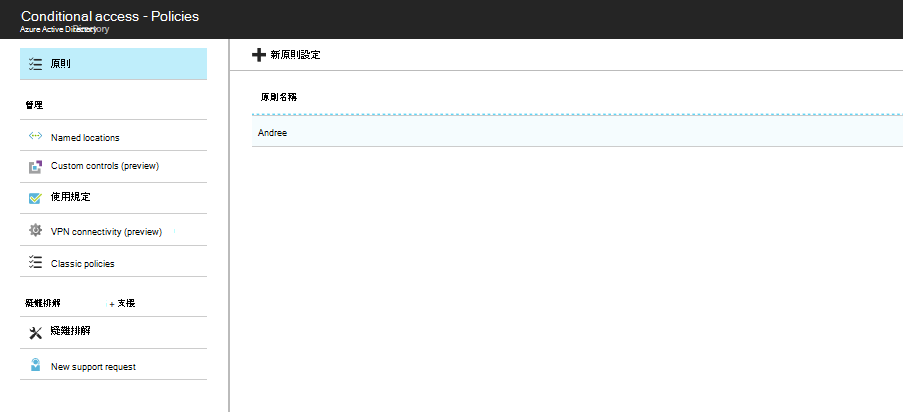 Conditional access - Policies
Azure Active Directory
原則
新原則設定
管理
原則名稱
Andree
Named locations
Custom controls (preview)
使用規定
VPN connectivity (preview)
Classic policies
疑難排解 + 支援
疑難排解
New support request